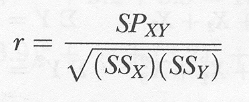 r = SP_XY / √(SS_X)(SS_Y)